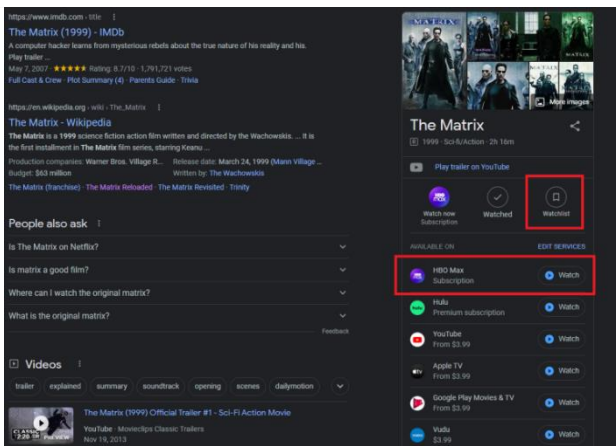 https://www.imdb.com › title
The Matrix (1999) - IMDb
A computer hacker learns from mysterious rebels about the true nature of his reality and his.
Play trailer ...
May 7, 2007 · ★★★★★ Rating: 8.7/10 · 1,791,721 votes
Full Cast & Crew · Plot Summary (4) · Parents Guide · Trivia
https://en.wikipedia.org › wiki › The_Matrix
The Matrix - Wikipedia
The Matrix is a 1999 science fiction action film written and directed by the Wachowskis. ... It is
the first installment in The Matrix film series, starring Keanu ...
Production companies: Warner Bros. Village R... Release date: March 24, 1999 (Mann Village ...
Budget: $63 million Written by: The Wachowskis
The Matrix (franchise) · The Matrix Reloaded · The Matrix Revisited · Trinity
People also ask
Is The Matrix on Netflix?
Is matrix a good film?
Where can I watch the original matrix?
What is the original matrix?
Feedback
Videos
trailer explained summary soundtrack opening scenes dailymotion
The Matrix (1999) Official Trailer #1 - Sci-Fi Action Movie
YouTube · Movieclips Classic Trailers
Nov 19, 2013
CLASSIC
2:26 PREVIEW
MATRIX
More images
The Matrix
1999 · Sci-fi/Action · 2h 16m
Play trailer on YouTube
HBO max
Watch now
Subscription
Watched
Watchlist
AVAILABLE ON EDIT SERVICES
HBO Max
Subscription
Watch
Hulu
Premium subscription
Watch
YouTube
From $3.99
Watch
Apple TV
From $3.99
Watch
Google Play Movies & TV
From $3.99
Watch
Vudu
$3.99
Watch